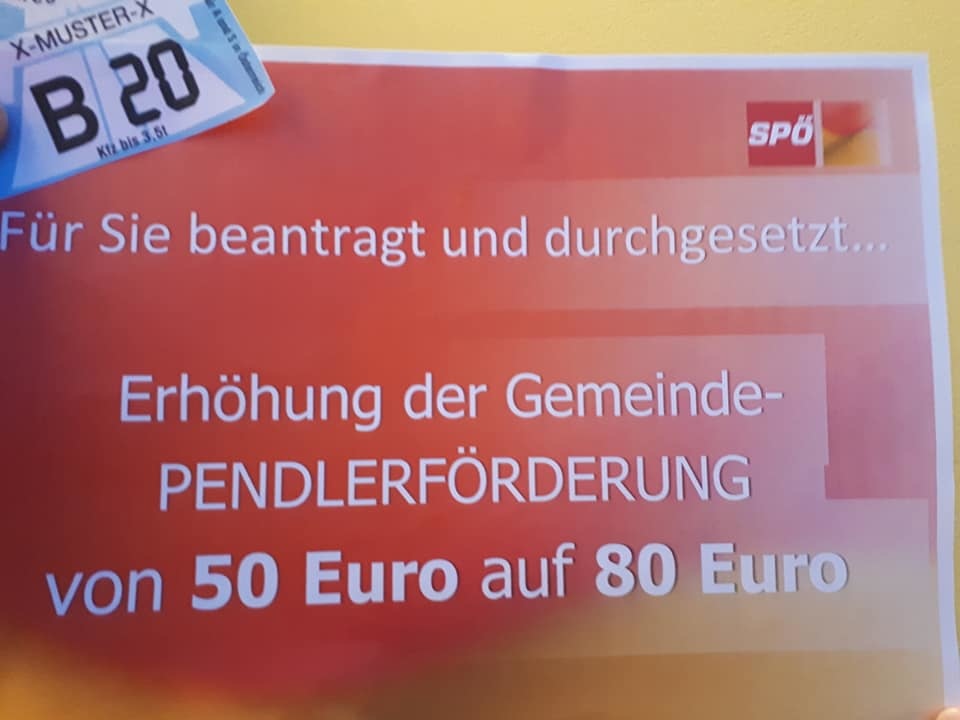 X-MUSTER-X
B 20
Kfz bis 3,5t
SPÖ
Für Sie beantragt und durchgesetzt...
Erhöhung der Gemeinde-
PENDLERFÖRDERUNG
von 50 Euro auf 80 Euro